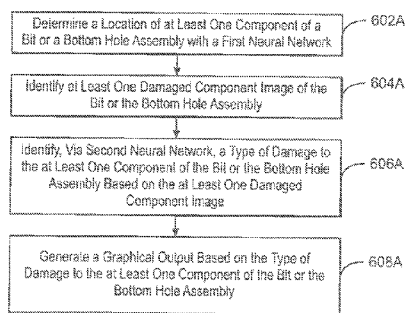 Determine a Location of at Least One Component of a
Bit or a Bottom Hole Assembly with a First Neural Network
602A
Identify at Least One Damaged Component Image of the
Bit or the Bottom Hole Assembly
604A
Identify, Via Second Neural Network, a Type of Damage to
the at Least One Component of the Bit or the Bottom Hole
Assembly Based on the at Least One Damaged
Component Image
606A
Generate a Graphical Output Based on the Type of
Damage to the at Least One Component of the Bit or the
Bottom Hole Assembly
608A